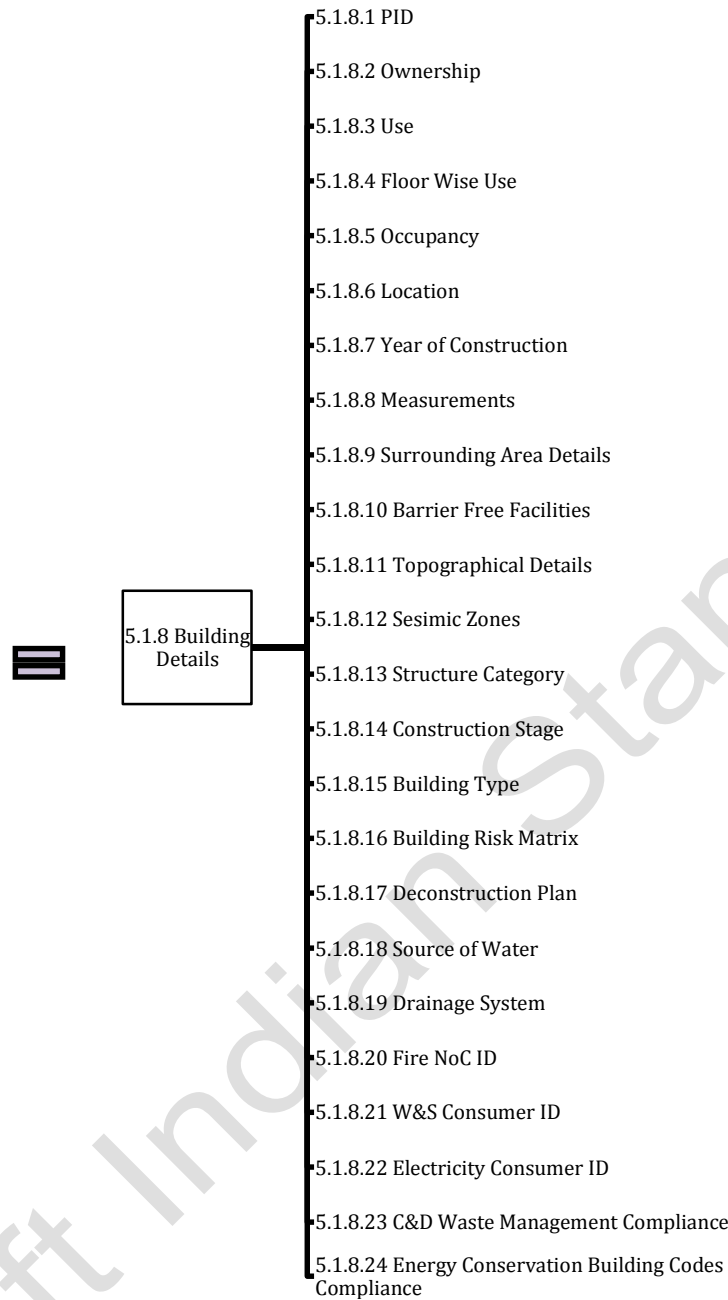 5.1.8.1 PID
5.1.8.2 Ownership
5.1.8.3 Use
5.1.8.4 Floor Wise Use
5.1.8.5 Occupancy
5.1.8.6 Location
5.1.8.7 Year of Construction
5.1.8.8 Measurements
5.1.8.9 Surrounding Area Details
5.1.8.10 Barrier Free Facilities
5.1.8.11 Topographical Details
5.1.8 Building
Details
5.1.8.12 Sesimic Zones
5.1.8.13 Structure Category
5.1.8.14 Construction Stage
5.1.8.15 Building Type
5.1.8.16 Building Risk Matrix
5.1.8.17 Deconstruction Plan
5.1.8.18 Source of Water
5.1.8.19 Drainage System
5.1.8.20 Fire NoC ID
5.1.8.21 W&S Consumer ID
5.1.8.22 Electricity Consumer ID
5.1.8.23 C&D Waste Management Compliance
5.1.8.24 Energy Conservation Building Codes
Compliance
ft Indian Stan